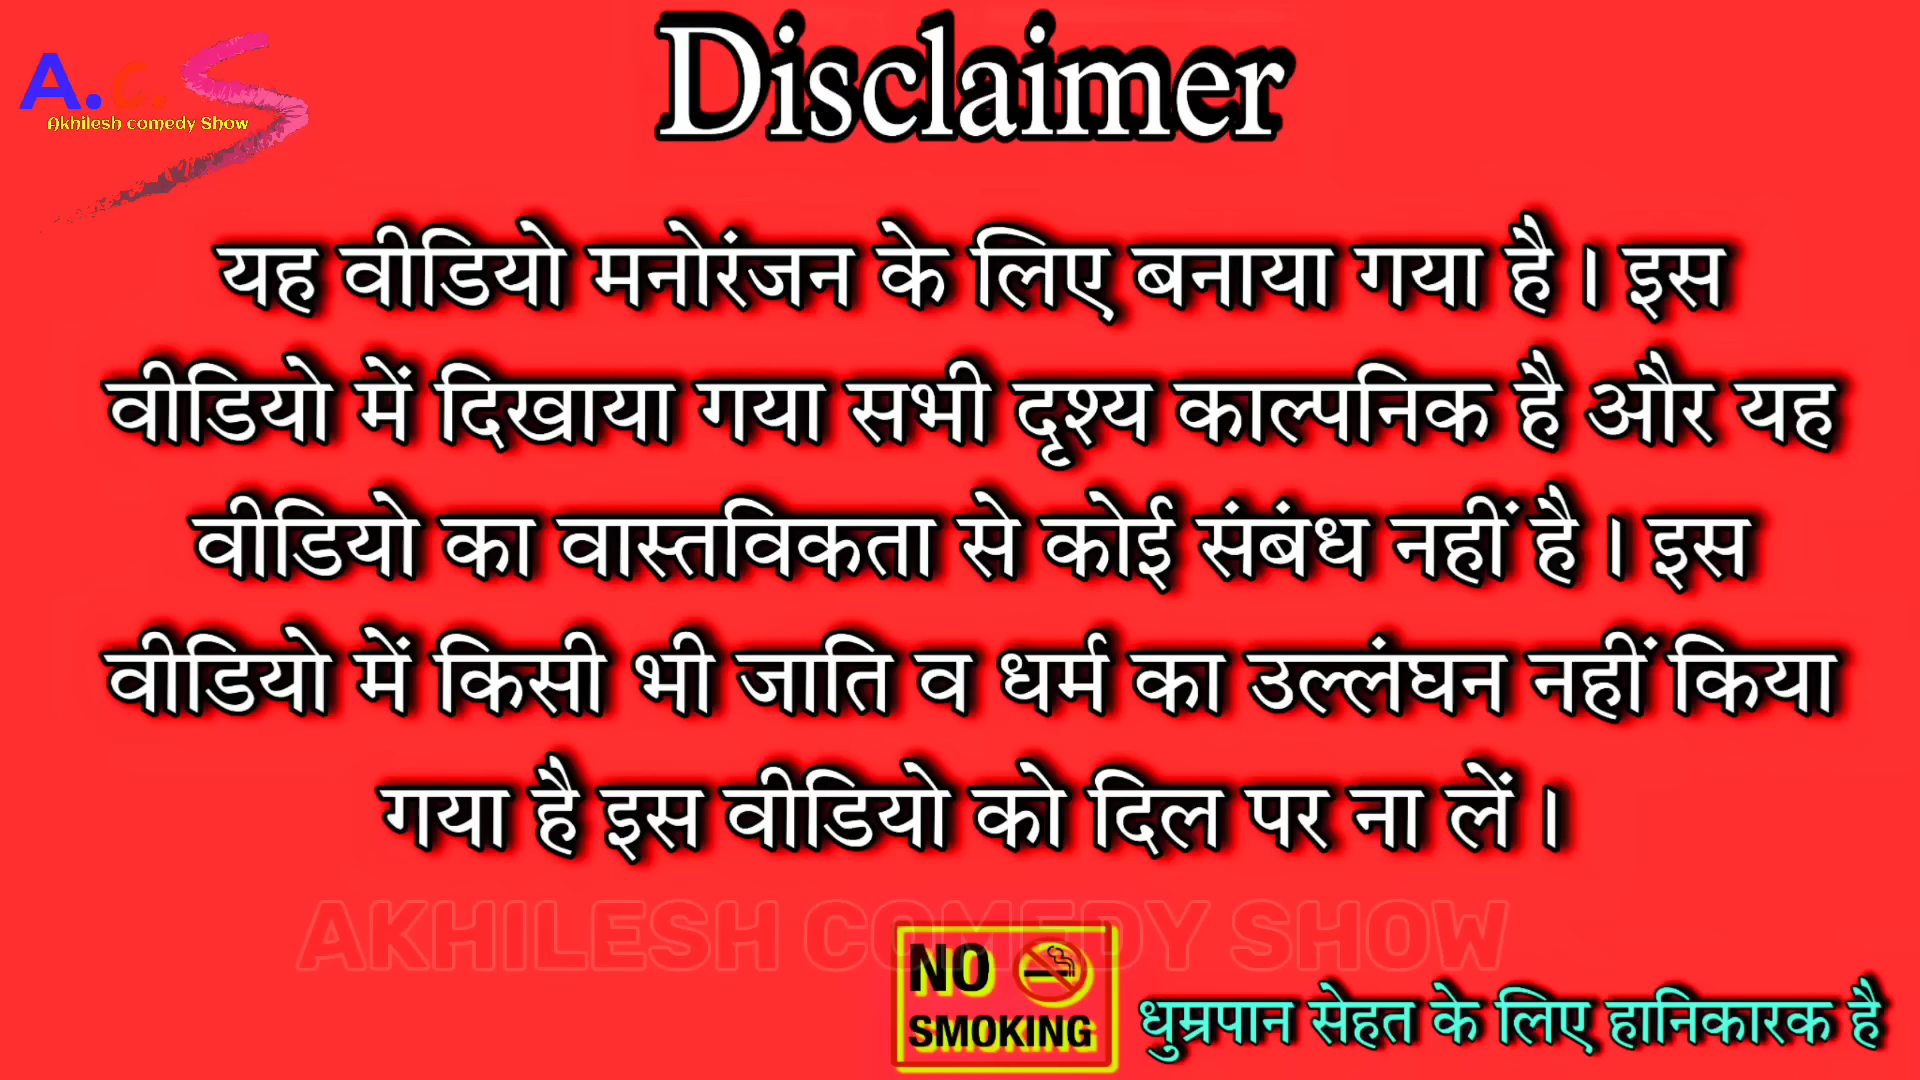 Disclaimer
A.c.S
Akhilesh comedy Show
यह वीडियो मनोरंजन के लिए बनाया गया है। इस
वीडियो में दिखाया गया सभी दृश्य काल्पनिक है और यह
वीडियो का वास्तविकता से कोई संबंध नहीं है। इस
वीडियो में किसी भी जाति व धर्म का उल्लंघन नहीं किया
गया है इस वीडियो को दिल पर ना लें।
AKHILESH COMEDY SHOW
NO
SMOKING
धुम्रपान सेहत के लिए हानिकारक है